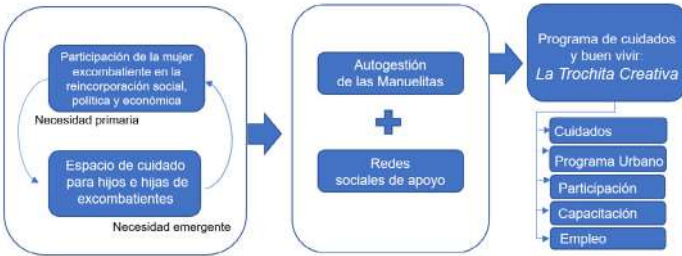 Participación de la mujer
excombatiente en la
reincorporación social,
política y económica
Necesidad primaria
Espacio de cuidado
para hijos e hijas de
excombatientes
Necesidad emergente
Autogestión
de las Manuelitas
Redes
sociales de apoyo
Programa de cuidados
y buen vivir:
La Trochita Creativa
Cuidados
Programa Urbano
Participación
Capacitación
Empleo